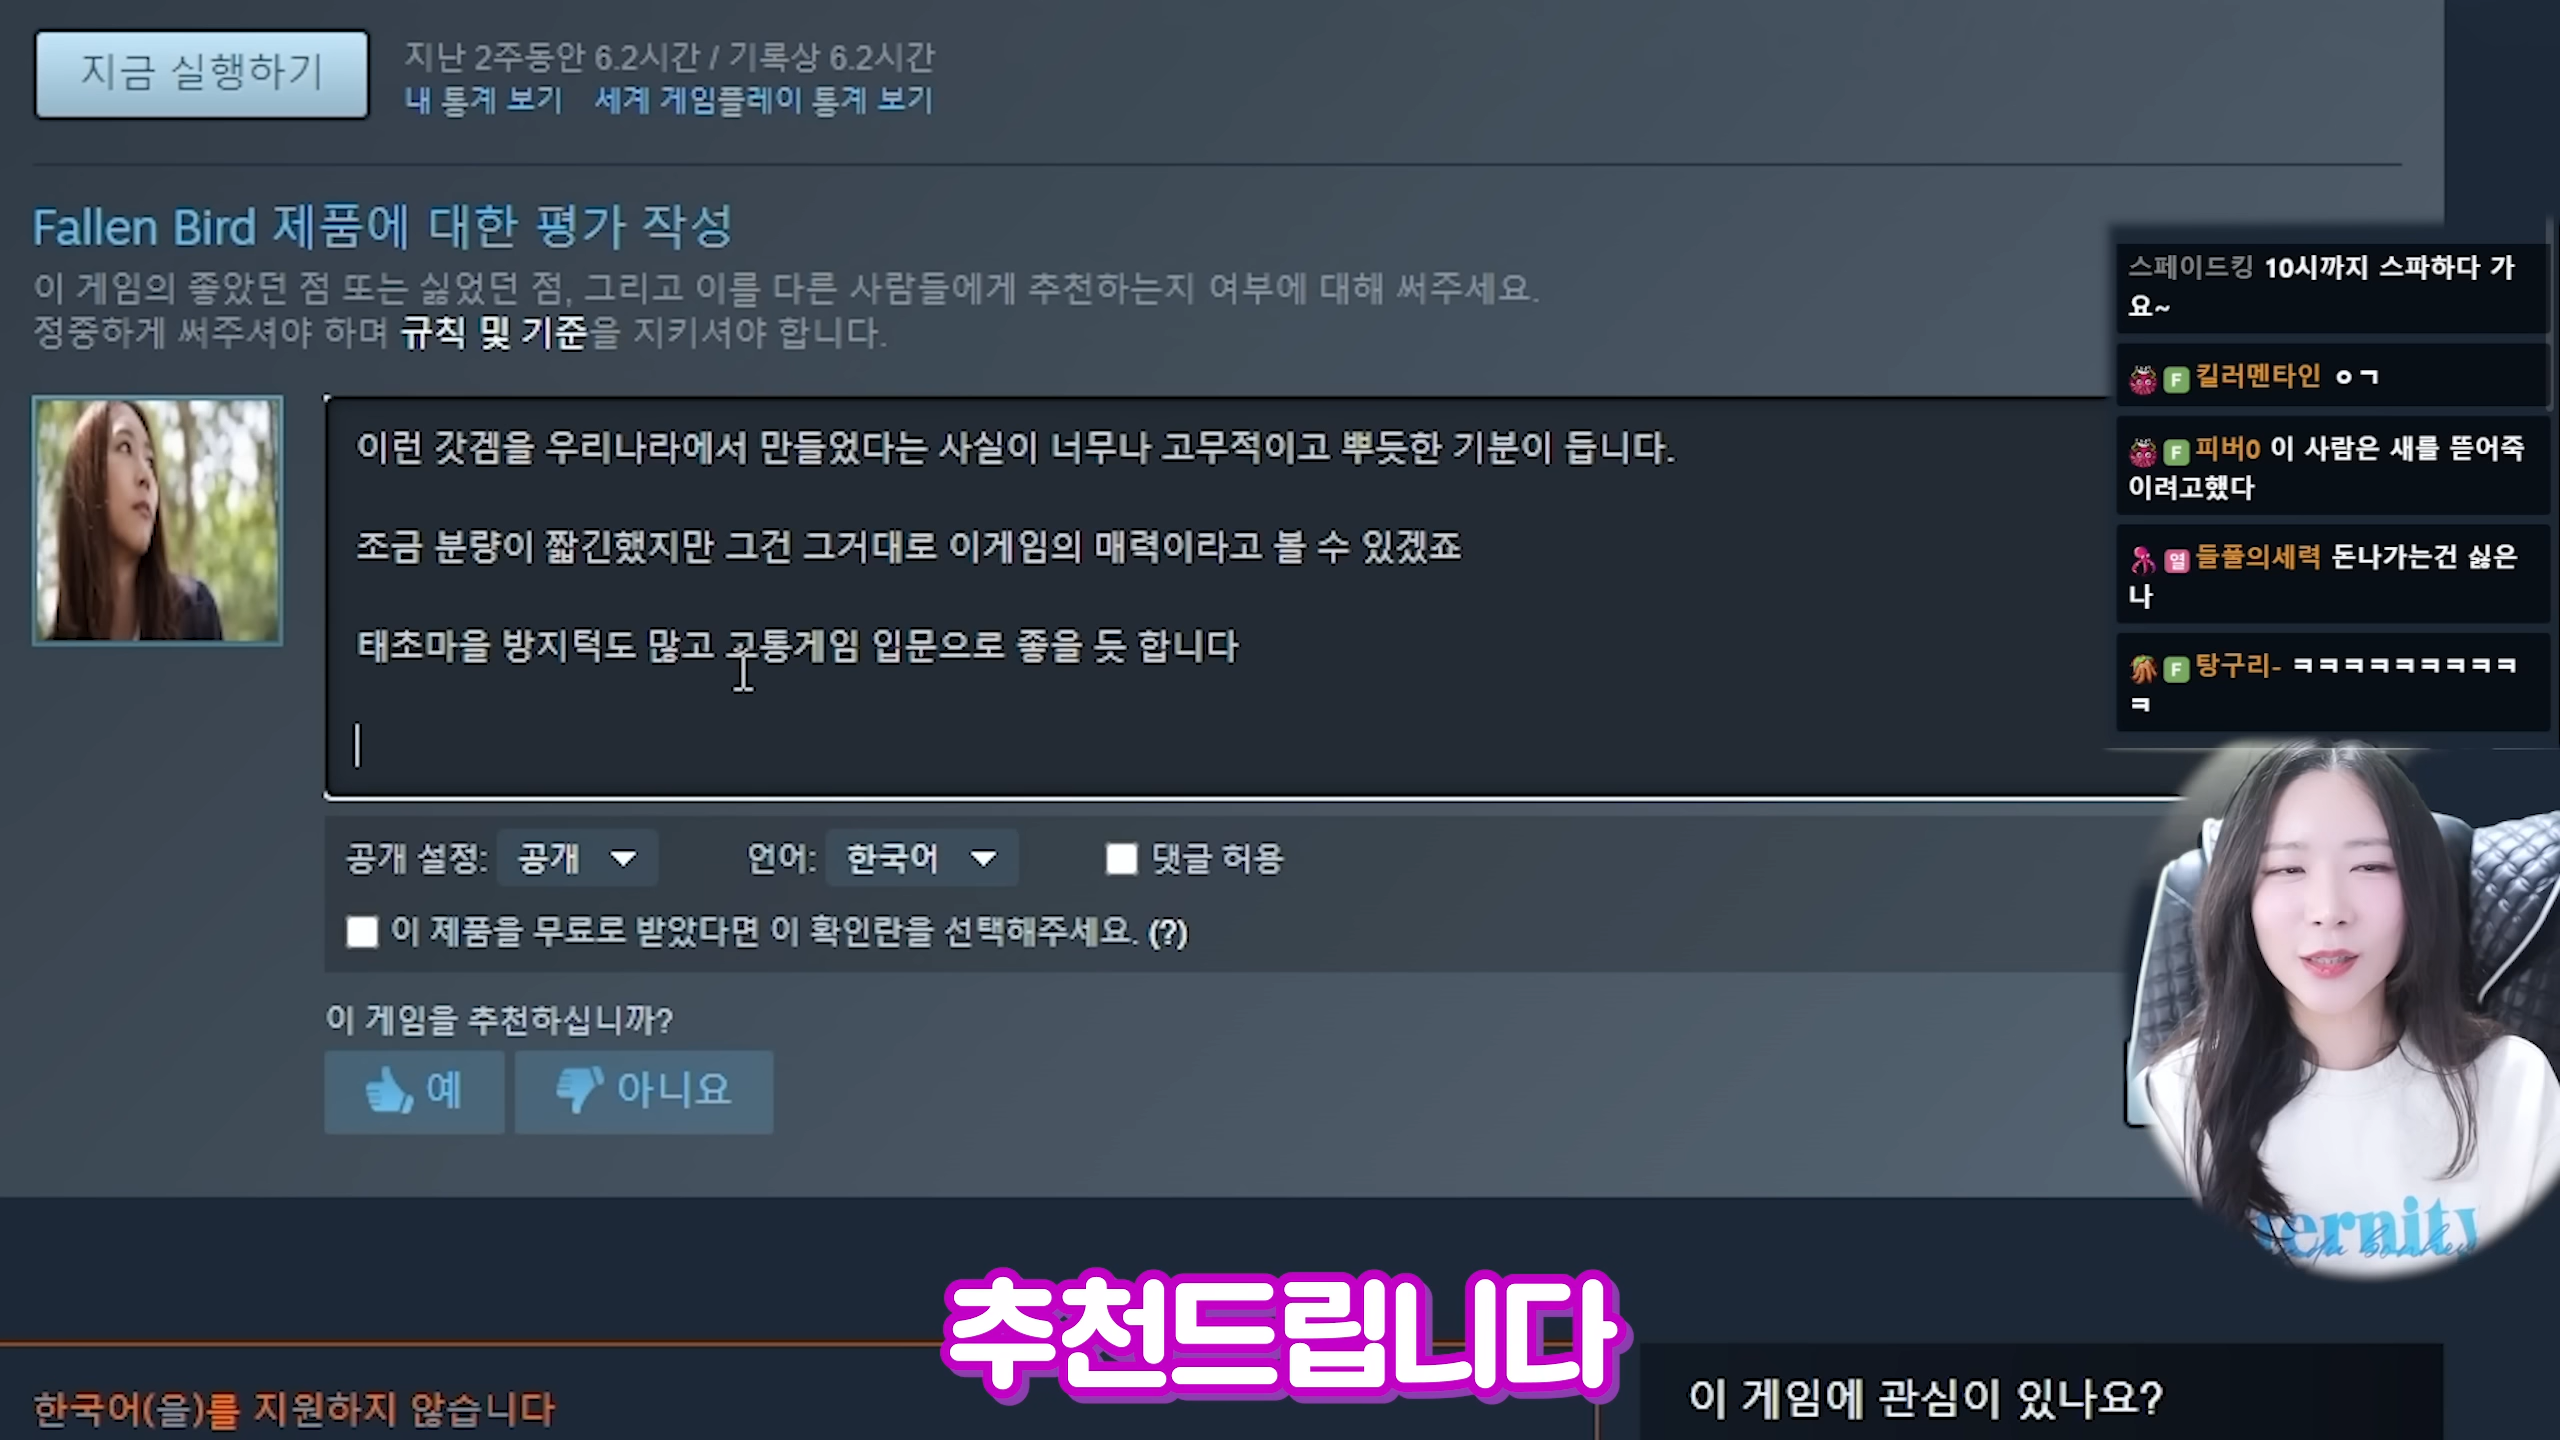 지금 실행하기
지난 2주동안 6.2시간 / 기록상 6.2시간
내 통계 보기 세계 게임플레이 통계 보기
Fallen Bird 제품에 대한 평가 작성
이 게임의 좋았던 점 또는 싫었던 점, 그리고 이를 다른 사람들에게 추천하는지 여부에 대해 써주세요.
정중하게 써주셔야 하며 규칙 및 기준을 지키셔야 합니다.
이런 갓겜을 우리나라에서 만들었다는 사실이 너무나 고무적이고 뿌듯한 기분이 듭니다.
조금 분량이 짧긴했지만 그건 그거대로 이게임의 매력이라고 볼 수 있겠죠
태초마을 방지턱도 많고 고통게임 입문으로 좋을 듯 합니다
공개 설정: 공개
언어: 한국어
댓글 허용
이 제품을 무료로 받았다면 이 확인란을 선택해주세요. (?)
이 게임을 추천하십니까?
예
아니요
스페이드킹 10시까지 스파하다 가
요~
F 킬러멘타인 ㅇㄱ
F 피버0 이 사람은 새를 뜯어죽
이려고했다
열 들풀의세력 돈나가는건 싫은
나
F 탕구리- ㅋㅋㅋㅋㅋㅋㅋㅋㅋ
ㅋ
ernity
추천드립니다
한국어(을)를 지원하지 않습니다
이 게임에 관심이 있나요?